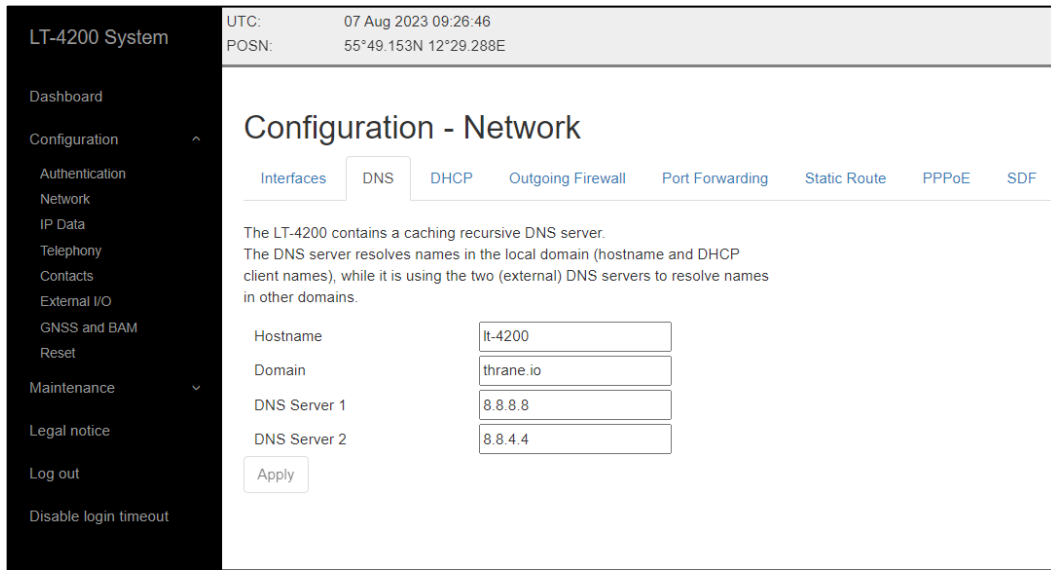 LT-4200 System
UTC: 07 Aug 2023 09:26:46
POSN: 55°49.153N 12°29.288E
Dashboard
Configuration
Authentication
Network
IP Data
Telephony
Contacts
External I/O
GNSS and BAM
Reset
Maintenance
Legal notice
Log out
Disable login timeout
Configuration - Network
Interfaces DNS DHCP Outgoing Firewall Port Forwarding Static Route PPPoE SDF
The LT-4200 contains a caching recursive DNS server.
The DNS server resolves names in the local domain (hostname and DHCP
client names), while it is using the two (external) DNS servers to resolve names
in other domains.
Hostname lt-4200
Domain thrane.io
DNS Server 1 8.8.8.8
DNS Server 2 8.8.4.4
Apply